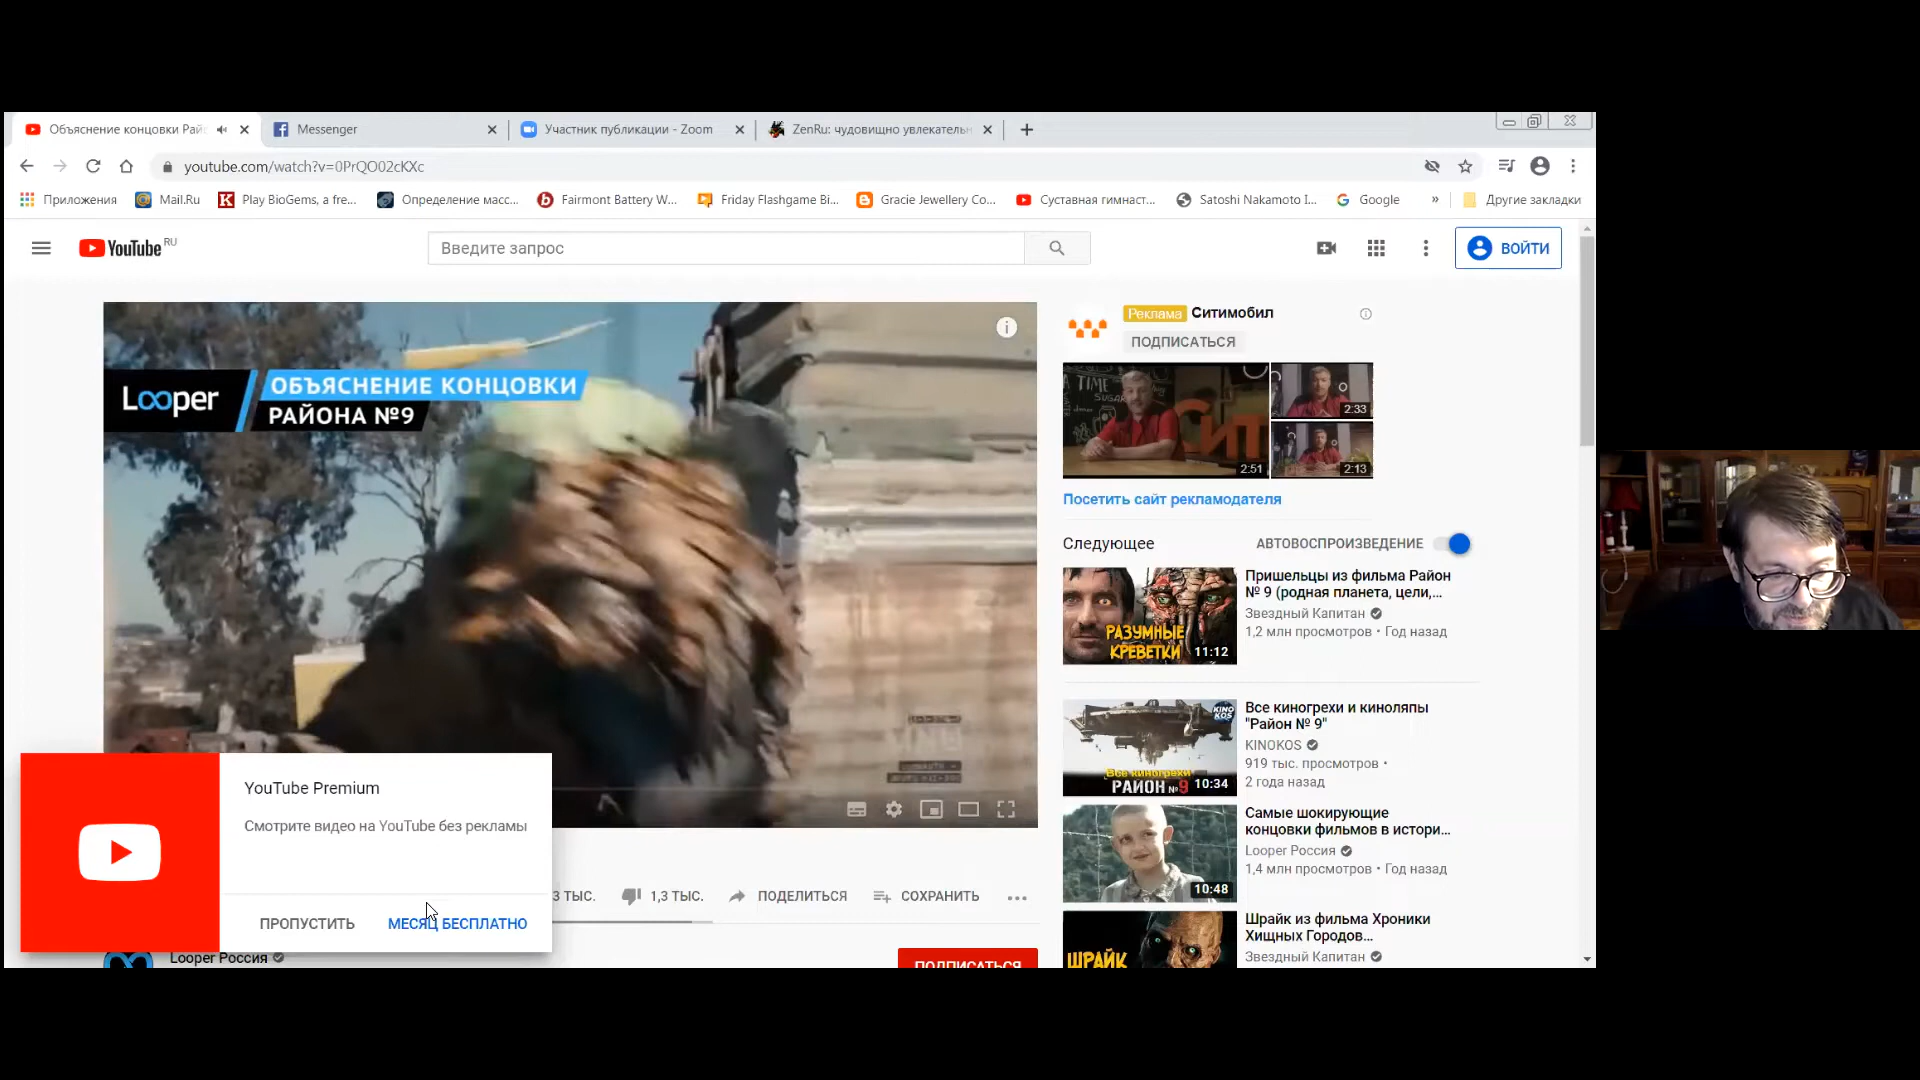 Объяснение концовки Рай
Messenger
Участник публикации - Zoom
ZenRu: чудовищно увлекательн
youtube.com/watch?v=0PrQO02cKXc
Приложения
Mail.Ru
Play BioGems, a fre...
Определение масс...
Fairmont Battery W...
Friday Flashgame Bi...
Gracie Jewellery Co...
Суставная гимнаст...
Satoshi Nakamoto I...
Google
»
Другие закладки
YouTube RU
Введите запрос
ВОЙТИ
Looper
ОБЪЯСНЕНИЕ КОНЦОВКИ
РАЙОНА №9
Реклама Ситимобил
ПОДПИСАТЬСЯ
A TIME
SUGAR
СИТ
2:51
2:33
2:13
Посетить сайт рекламодателя
Следующее
АВТОВОСПРОИЗВЕДЕНИЕ
РАЗУМНЫЕ
КРЕВЕТКИ
11:12
Пришельцы из фильма Район
№ 9 (родная планета, цели,...
Звездный Капитан
1,2 млн просмотров • Год назад
KINO
KOS
Все киногрехи
РАЙОН №9
10:34
Все киногрехи и киноляпы
"Район № 9"
KINOKOS
919 тыс. просмотров •
2 года назад
10:48
Самые шокирующие
концовки фильмов в истори...
Looper Россия
1,4 млн просмотров • Год назад
ШРАЙК
Шрайк из фильма Хроники
Хищных Городов...
Звездный Капитан
YouTube Premium
Смотрите видео на YouTube без рекламы
ПРОПУСТИТЬ
МЕСЯЦ БЕСПЛАТНО
3 ТЫС.
1,3 ТЫС.
ПОДЕЛИТЬСЯ
СОХРАНИТЬ
Looper Россия
ПОДПИСАТЬСЯ